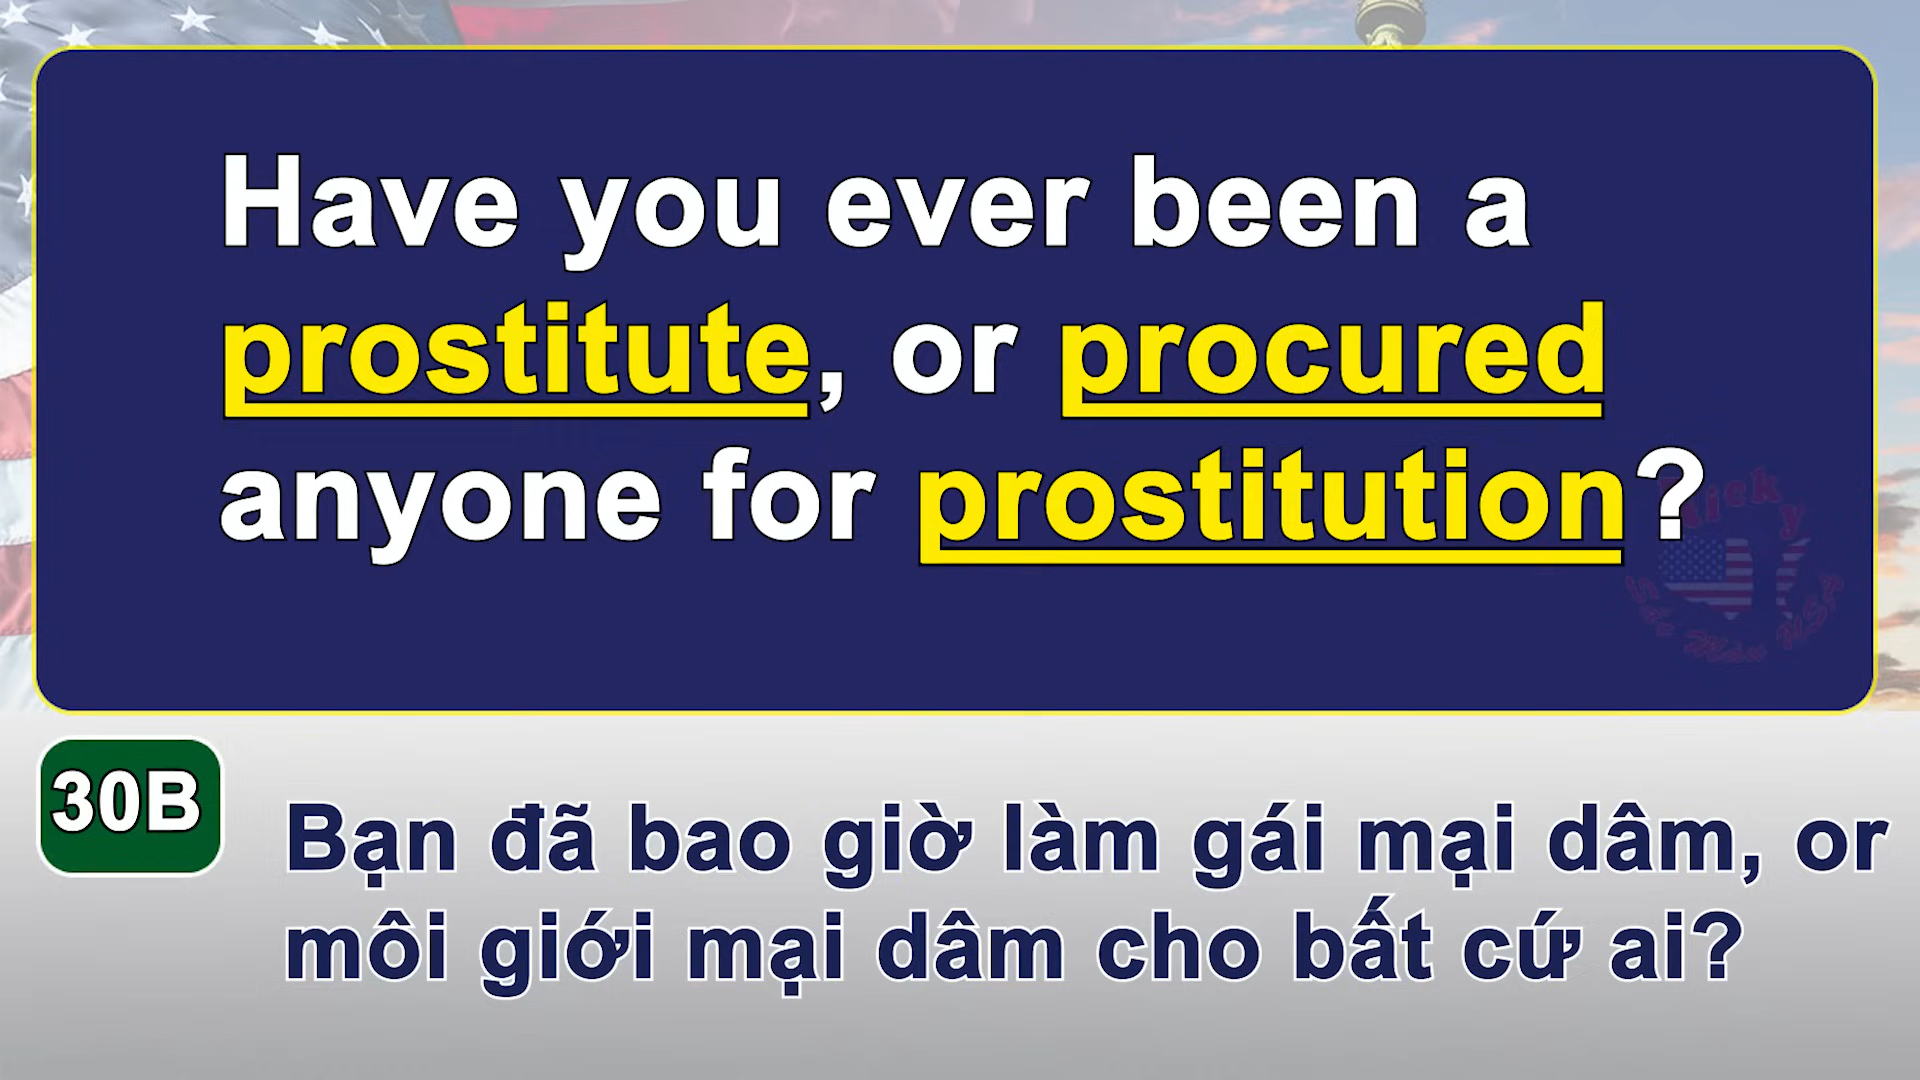 Have you ever been a
prostitute, or procured
anyone for prostitution?
30B
Bạn đã bao giờ làm gái mại dâm, or
môi giới mại dâm cho bất cứ ai?